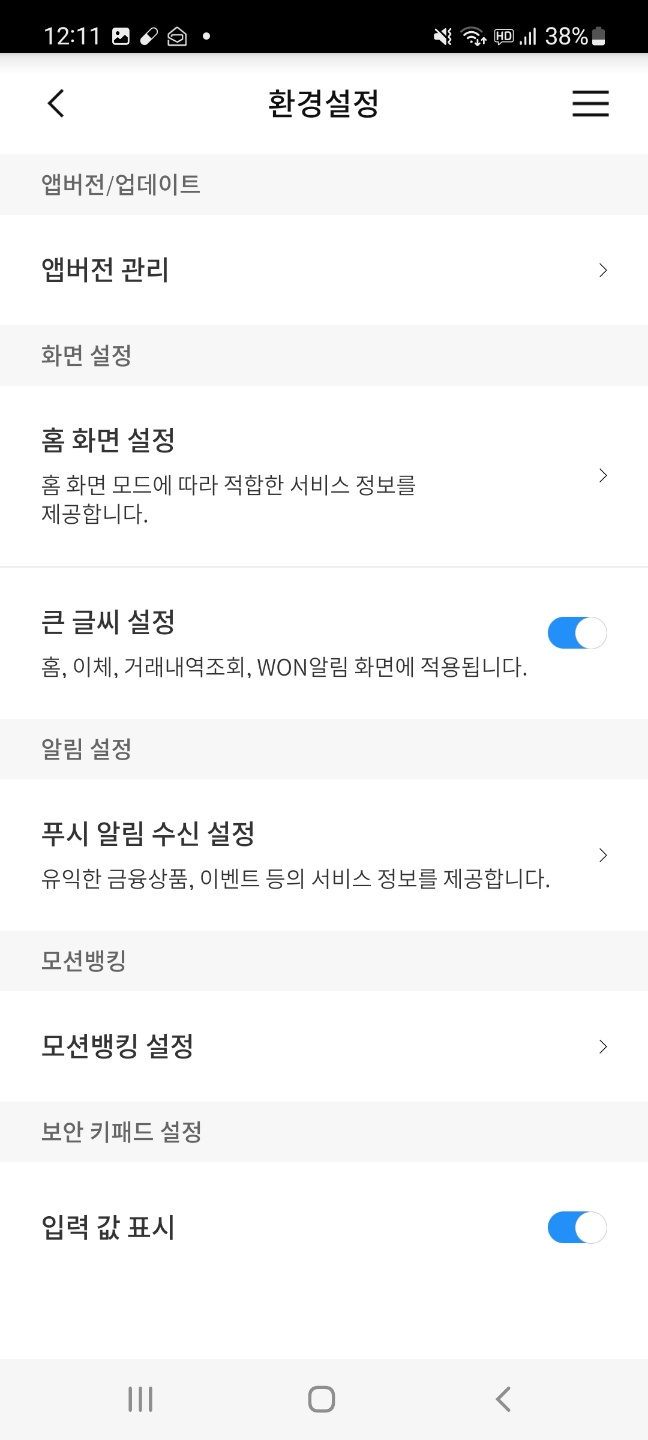 12:11
HD
38%
환경설정
앱버전/업데이트
앱버전 관리
화면 설정
홈 화면 설정
홈 화면 모드에 따라 적합한 서비스 정보를
제공합니다.
큰 글씨 설정
홈, 이체, 거래내역조회, WON알림 화면에 적용됩니다.
알림 설정
푸시 알림 수신 설정
유익한 금융상품, 이벤트 등의 서비스 정보를 제공합니다.
모션뱅킹
모션뱅킹 설정
보안 키패드 설정
입력 값 표시